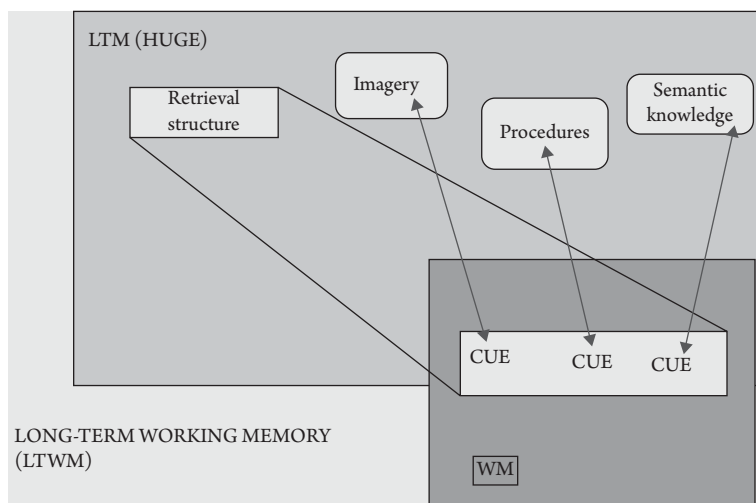 LTM (HUGE)
Retrieval
structure
Imagery
Procedures
Semantic
knowledge
CUE
CUE
CUE
LONG-TERM WORKING MEMORY
(LTWM)
WM